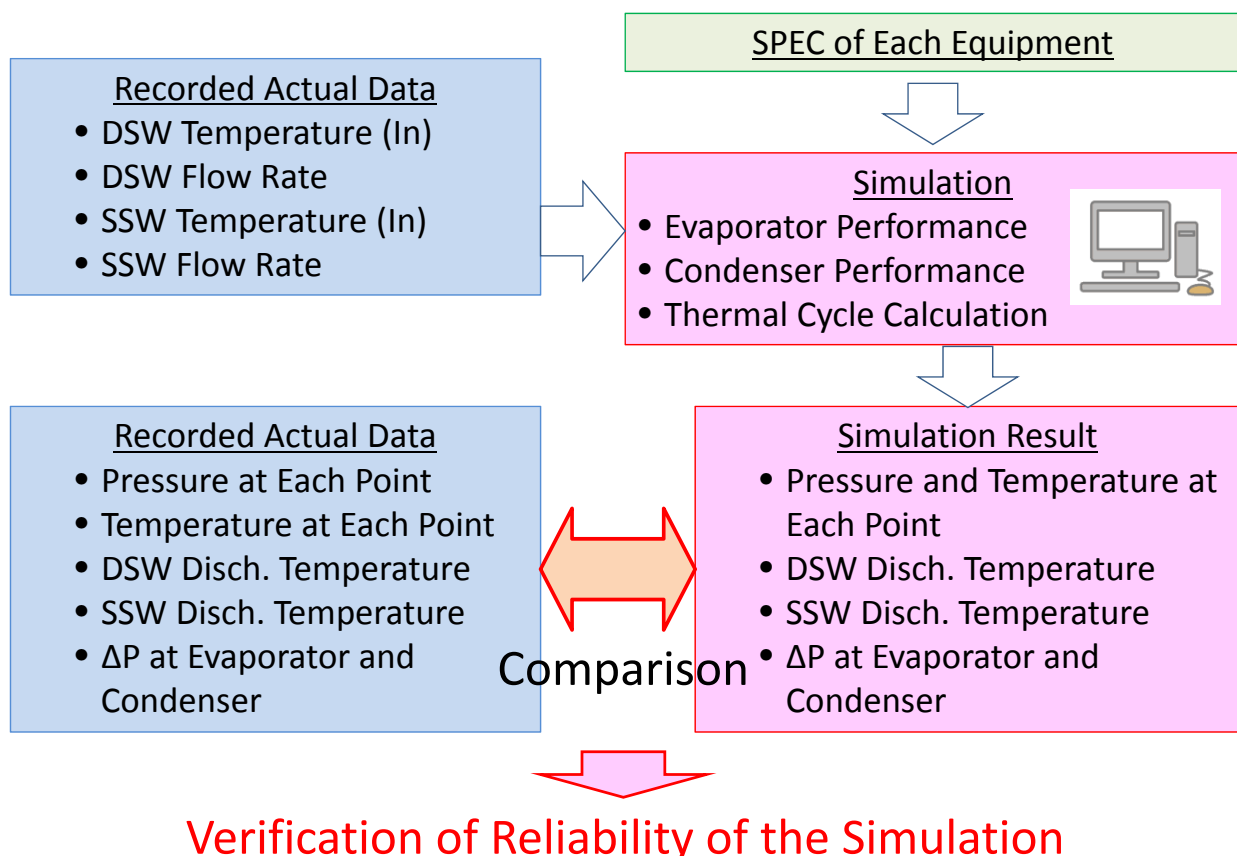 SPEC of Each Equipment
Recorded Actual Data
• DSW Temperature (In)
• DSW Flow Rate
• SSW Temperature (In)
• SSW Flow Rate
Simulation
• Evaporator Performance
• Condenser Performance
• Thermal Cycle Calculation
Recorded Actual Data
• Pressure at Each Point
• Temperature at Each Point
• DSW Disch. Temperature
• SSW Disch. Temperature
• ΔP at Evaporator and
Condenser
Comparison
Simulation Result
• Pressure and Temperature at
Each Point
• DSW Disch. Temperature
• SSW Disch. Temperature
• ΔP at Evaporator and
Condenser
Verification of Reliability of the Simulation